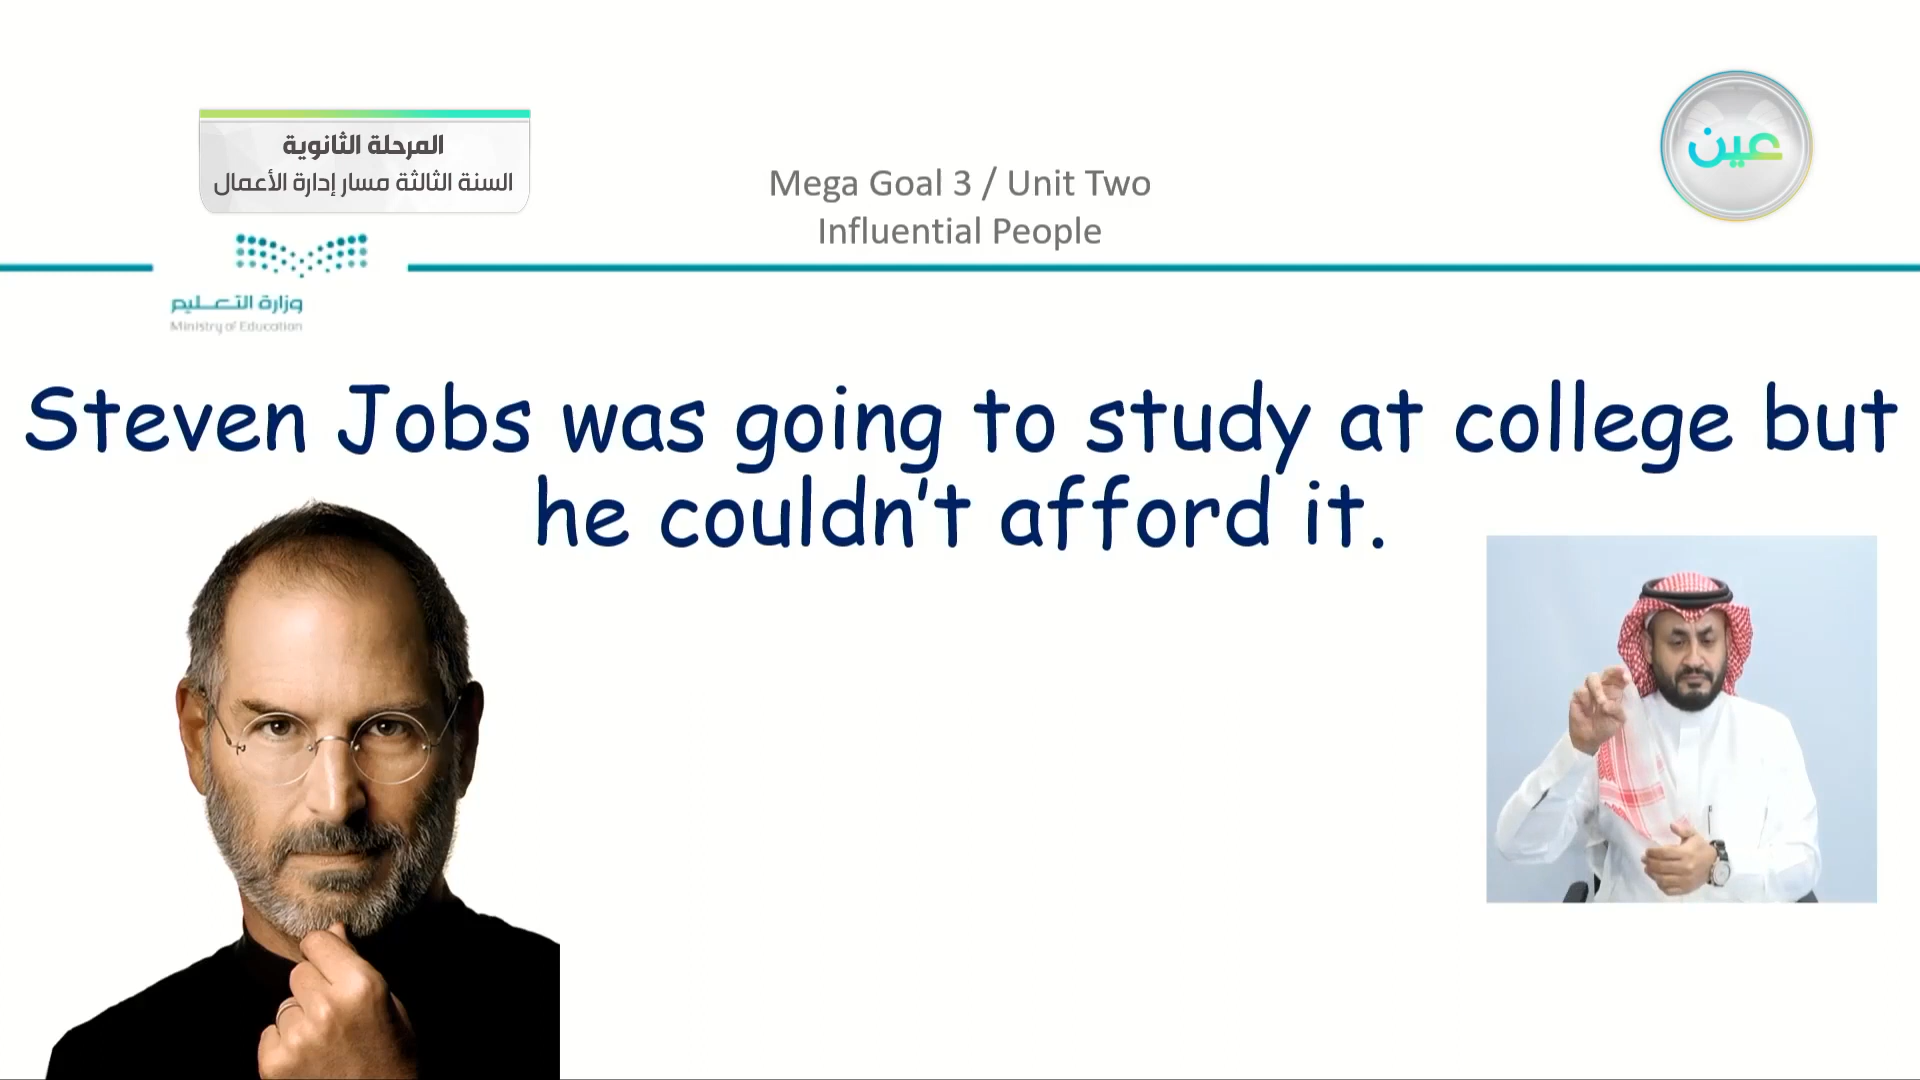 المرحلة الثانوية
السنة الثالثة مسار إدارة الأعمال
Mega Goal 3 / Unit Two
Influential People
عين
وزارة التعليم
Ministry of Education
Steven Jobs was going to study at college but
he couldn't afford it.